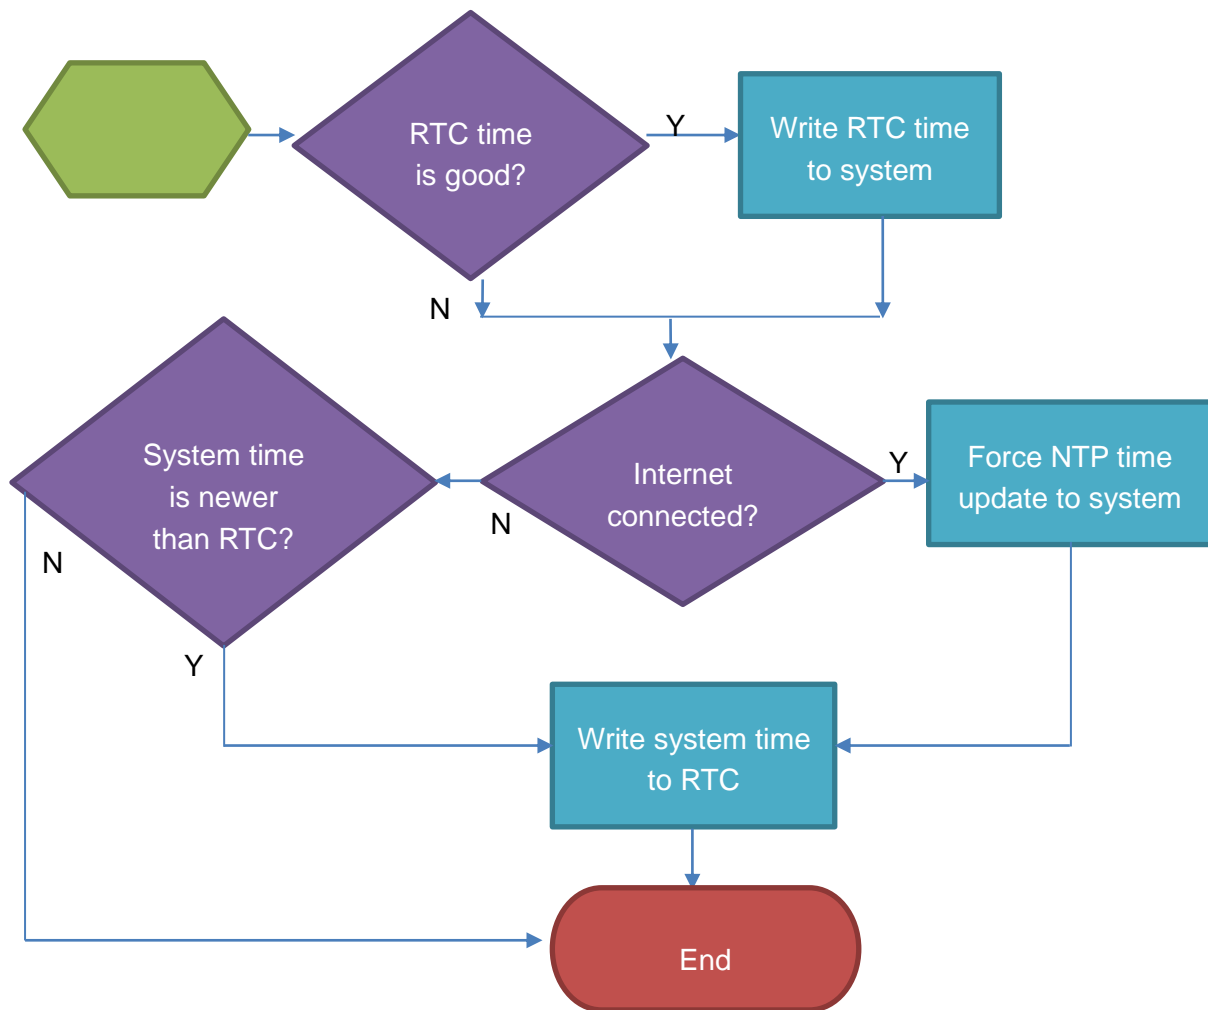 RTC time
is good?
Y
Write RTC time
to system
N
System time
is newer
than RTC?
N
Y
Internet
connected?
N
Y
Force NTP time
update to system
Write system time
to RTC
End